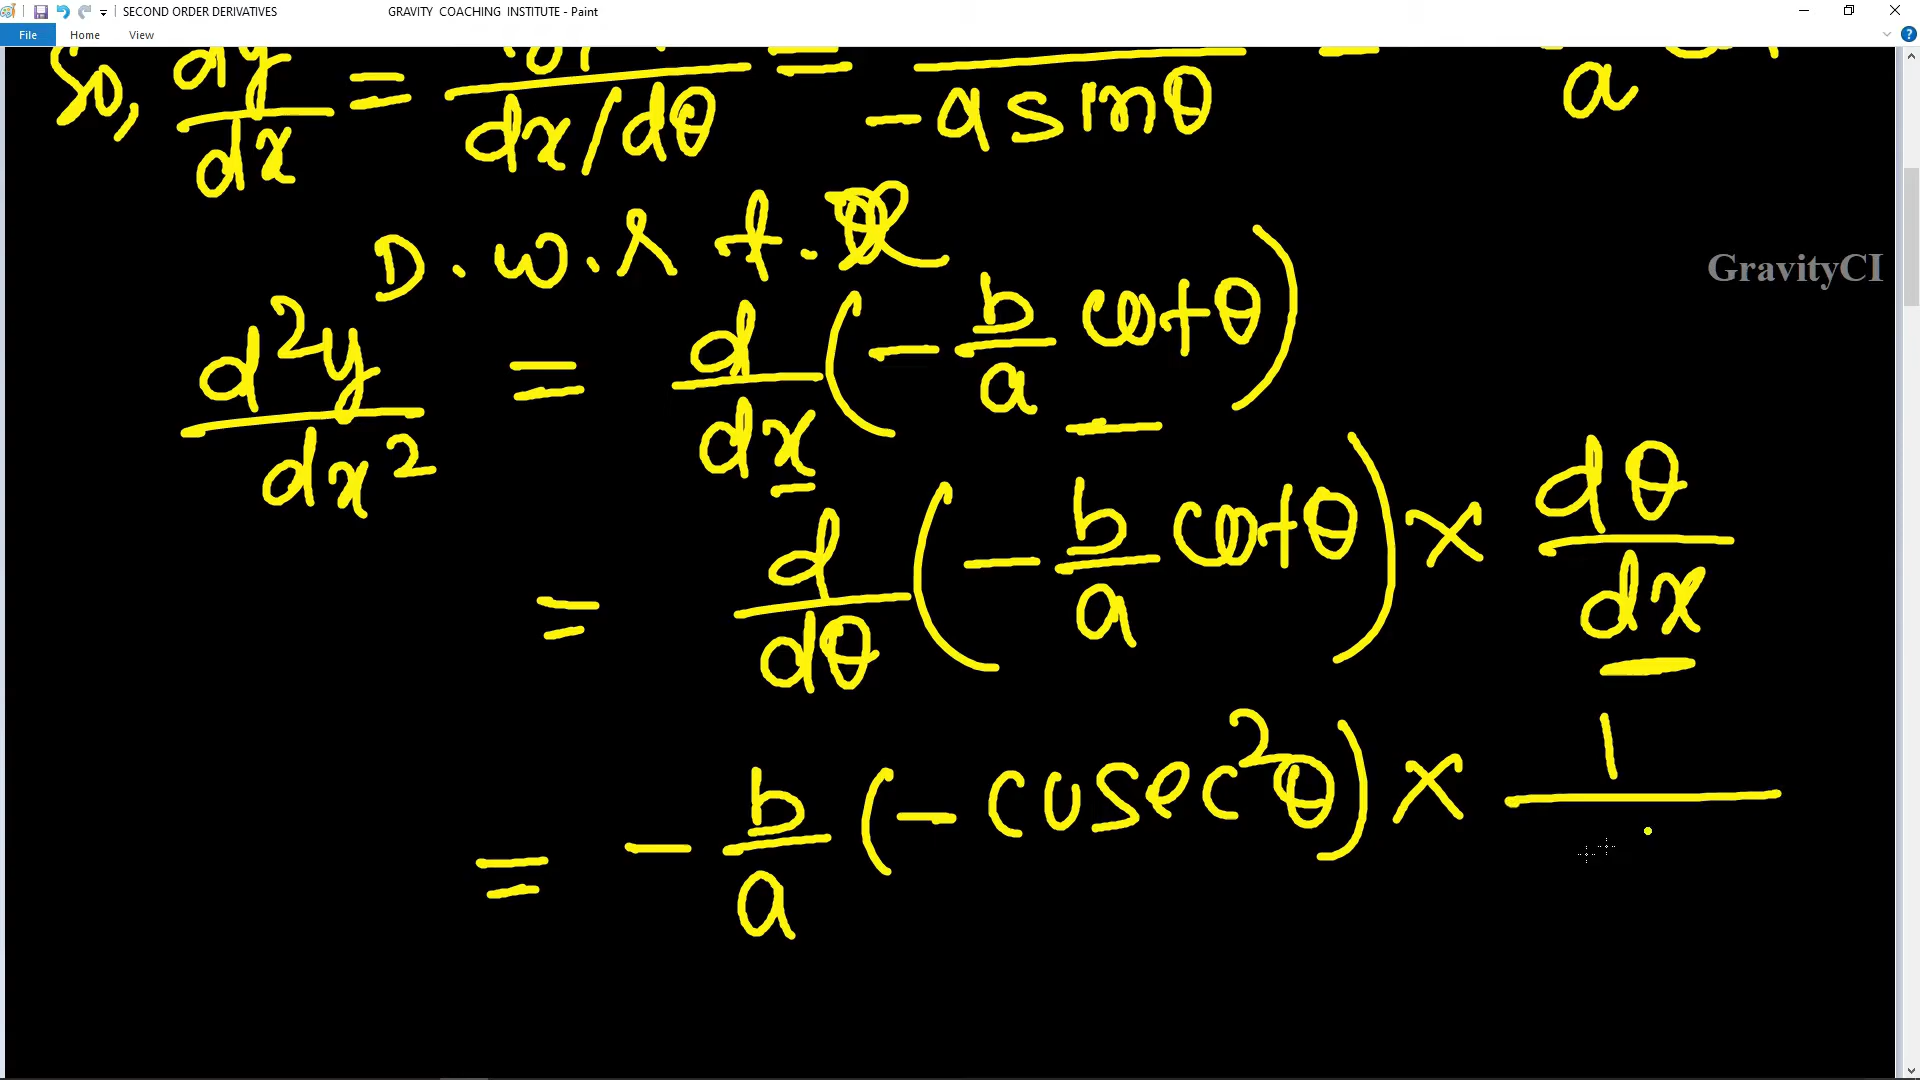 SECOND ORDER DERIVATIVES GRAVITY COACHING INSTITUTE - Paint
File Home View
So, dy/dx = /dx/dθ = /-a sinθ = a
D.w.r t. x
GravityCI
d²y/dx² = d/dx (- b/a cotθ)
= d/dθ (- b/a cotθ) × dθ/dx
= - b/a (- cosec²θ) × 1/